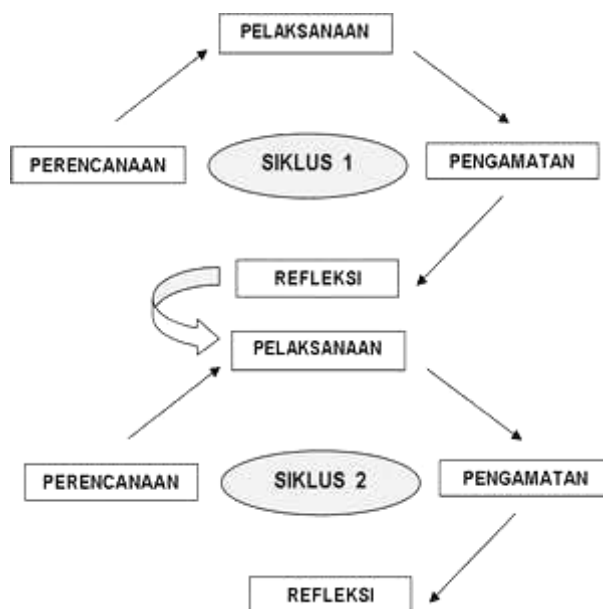 PELAKSANAAN
PERENCANAAN
SIKLUS 1
PENGAMATAN
REFLEKSI
PELAKSANAAN
PERENCANAAN
SIKLUS 2
PENGAMATAN
REFLEKSI